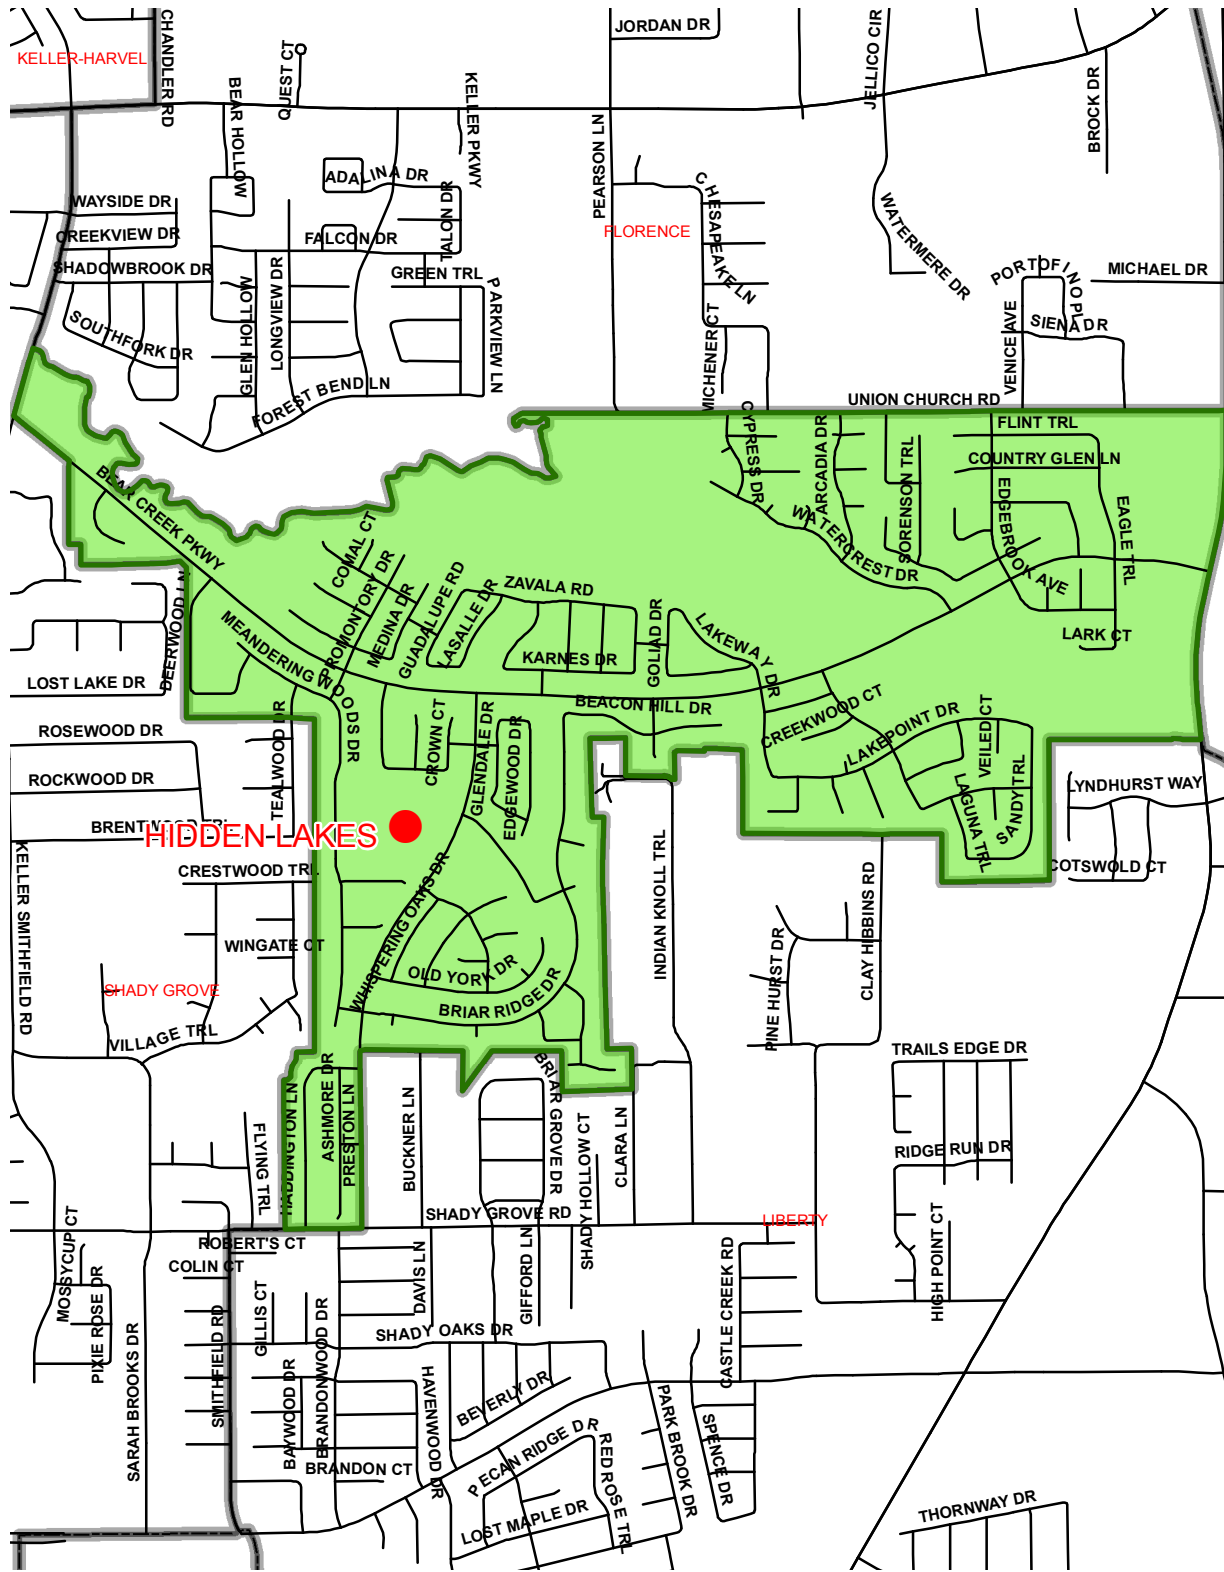 JORDAN DR
CHANDLER RD
QUEST CT
JELLICO CIR
KELLER-HARVEL
BEAR HOLLOW
KELLER PKWY
BROCK DR
PEARSON LN
ADALINA DR
CHESAPEAKE LN
WAYSIDE DR
TALON DR
WATERMERE DR
CREEKVIEW DR
FALCON DR
FLORENCE
SHADOWBROOK DR
GREEN TRL
PORTOFINO PL
MICHAEL DR
GLEN HOLLOW
LONGVIEW DR
PARKVIEW LN
SOUTHFORK DR
MICHENER CT
VENICE AVE
SIENA DR
FOREST BEND LN
UNION CHURCH RD
CYPRESS DR
ARCADIA DR
FLINT TRL
SORENSON TRL
COUNTRY GLEN LN
BEAR CREEK PKWY
WATERCREST DR
EDGEBROOK AVE
EAGLE TRL
COMAL CT
PROMONTORY DR
MEDINA DR
GUADALUPE RD
LASALLE DR
ZAVALA RD
DEERWOOD LN
MEANDERING WOODS DR
KARNES DR
GOLIAD DR
LAKEWAY DR
LARK CT
LOST LAKE DR
BEACON HILL DR
CREEKWOOD CT
LAKEPOINT DR
VEILED CT
ROSEWOOD DR
TEALWOOD DR
CROWN CT
GLENDALE DR
EDGEWOOD DR
ROCKWOOD DR
LAGUNA TRL
SANDY TRL
LYNDHURST WAY
BRENTWOOD TRL
HIDDEN LAKES
KELLER SMITHFIELD RD
CRESTWOOD TRL
COTSWOLD CT
WHISPERING OAKS DR
INDIAN KNOLL TRL
CLAY HIBBINS RD
WINGATE CT
OLD YORK DR
PINE HURST DR
SHADY GROVE
BRIAR RIDGE DR
VILLAGE TRL
TRAILS EDGE DR
HADDINGTON LN
ASHMORE DR
PRESTON LN
BUCKNER LN
BRIAR GROVE DR
SHADY HOLLOW CT
CLARA LN
FLYING TRL
RIDGE RUN DR
SHADY GROVE RD
LIBERTY
MOSSYCUP CT
ROBERT'S CT
COLIN CT
DAVIS LN
GIFFORD LN
CASTLE CREEK RD
HIGH POINT CT
PIXIE ROSE DR
SARAH BROOKS DR
SMITHFIELD RD
GILLIS CT
BRANDONWOOD DR
SHADY OAKS DR
BAYWOOD DR
HAVENWOOD DR
BEVERLY DR
PARK BROOK DR
SPENCE DR
PECAN RIDGE DR
RED ROSE TRL
BRANDON CT
LOST MAPLE DR
THORNWAY DR